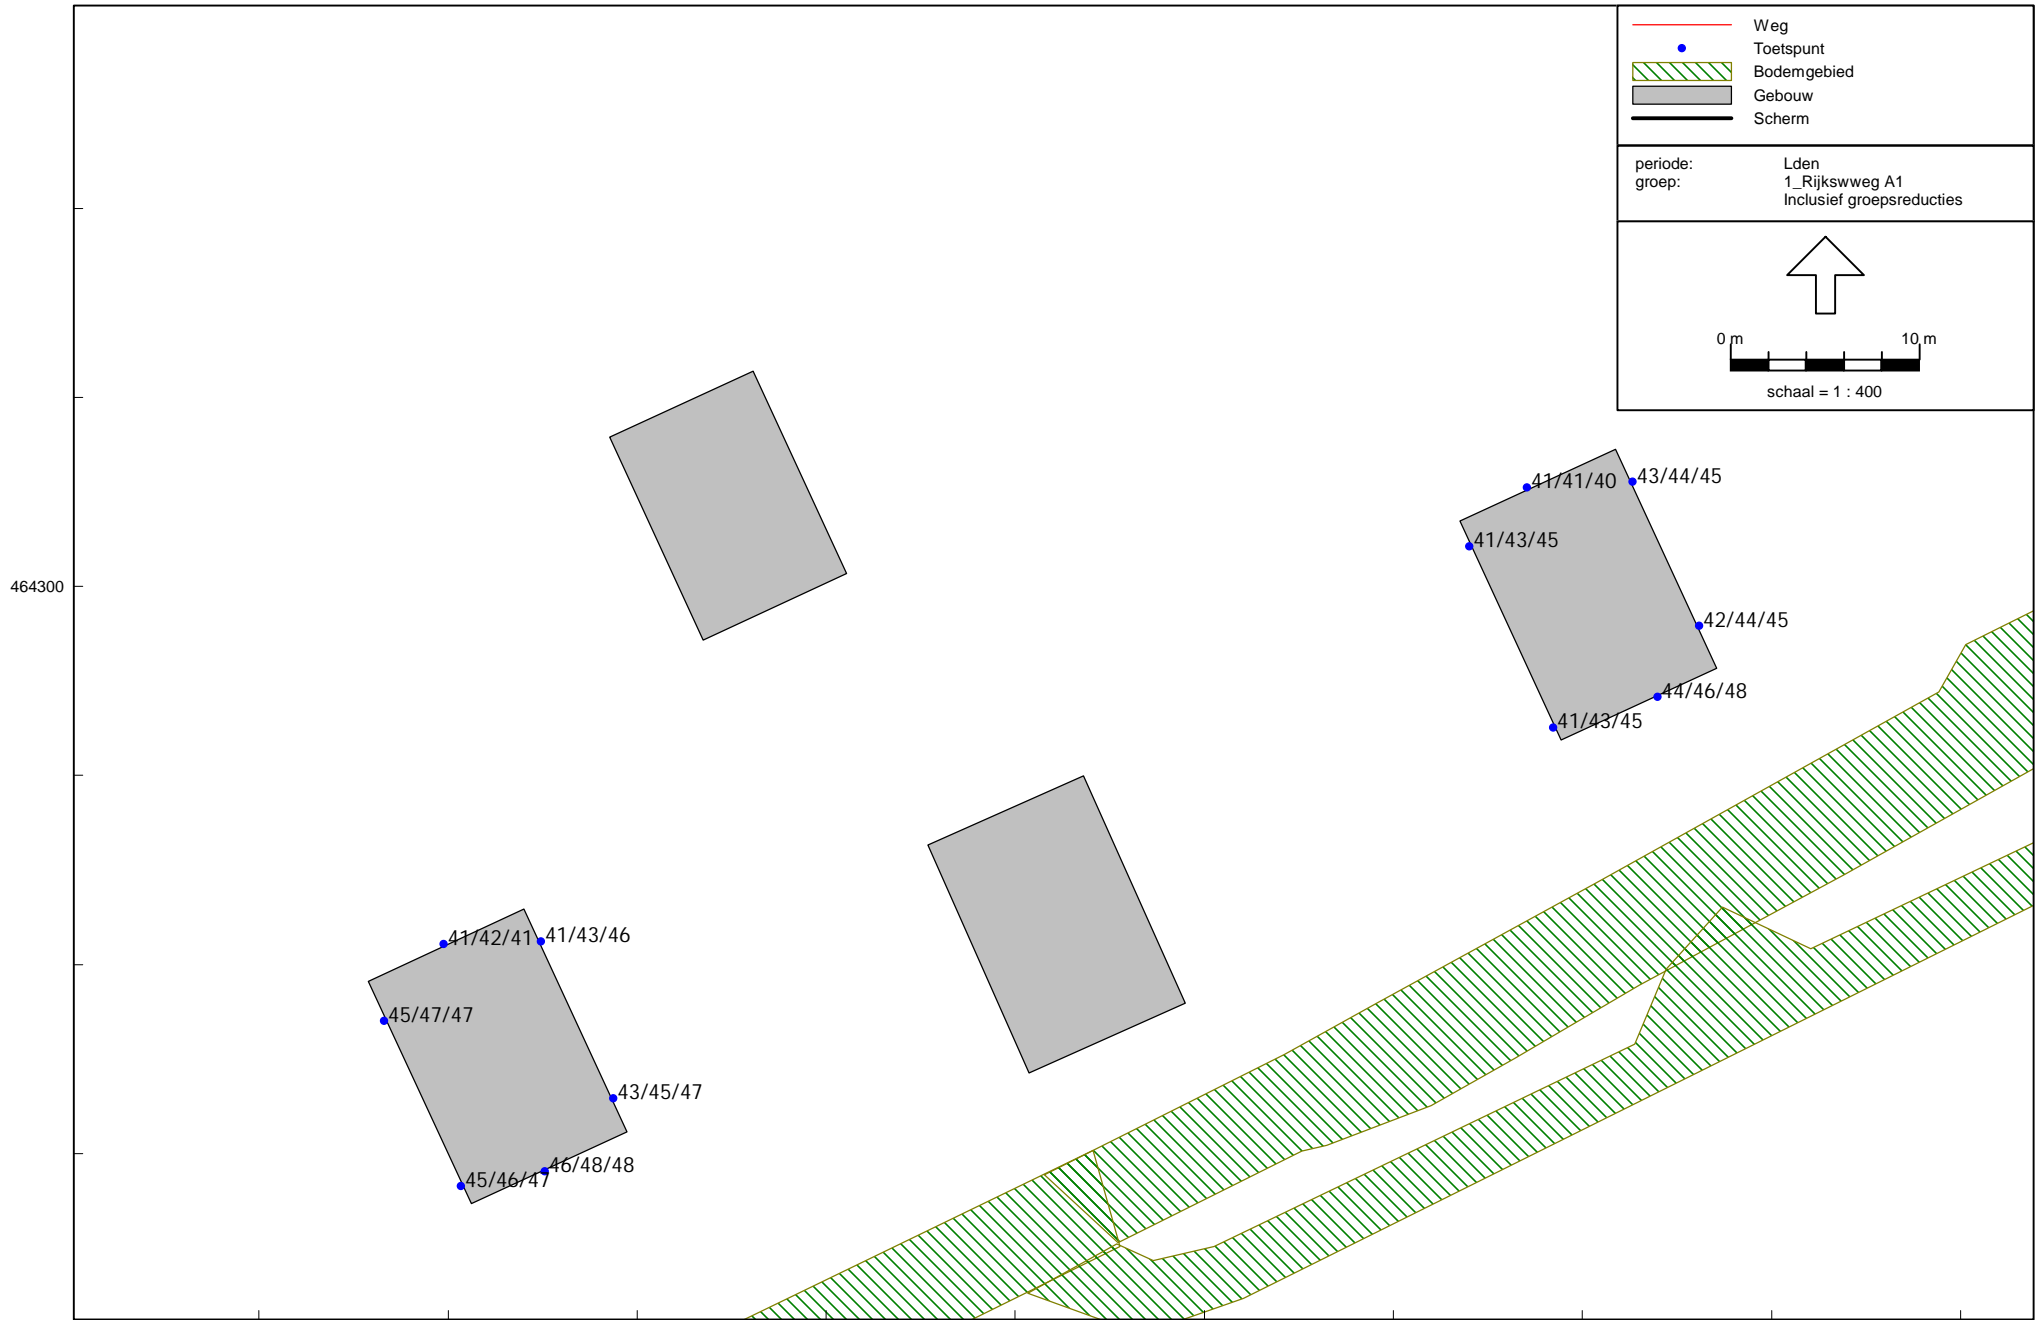 Weg
Toetspunt
Bodemgebied
Gebouw
Scherm
periode: Lden
groep: 1_Rijkswweg A1
Inclusief groepsreducties
0 m 10 m
schaal = 1 : 400
41/41/40 43/44/45
41/43/45
464300
42/44/45
44/46/48
41/43/45
41/42/41 41/43/46
45/47/47
43/45/47
46/48/48
45/46/47